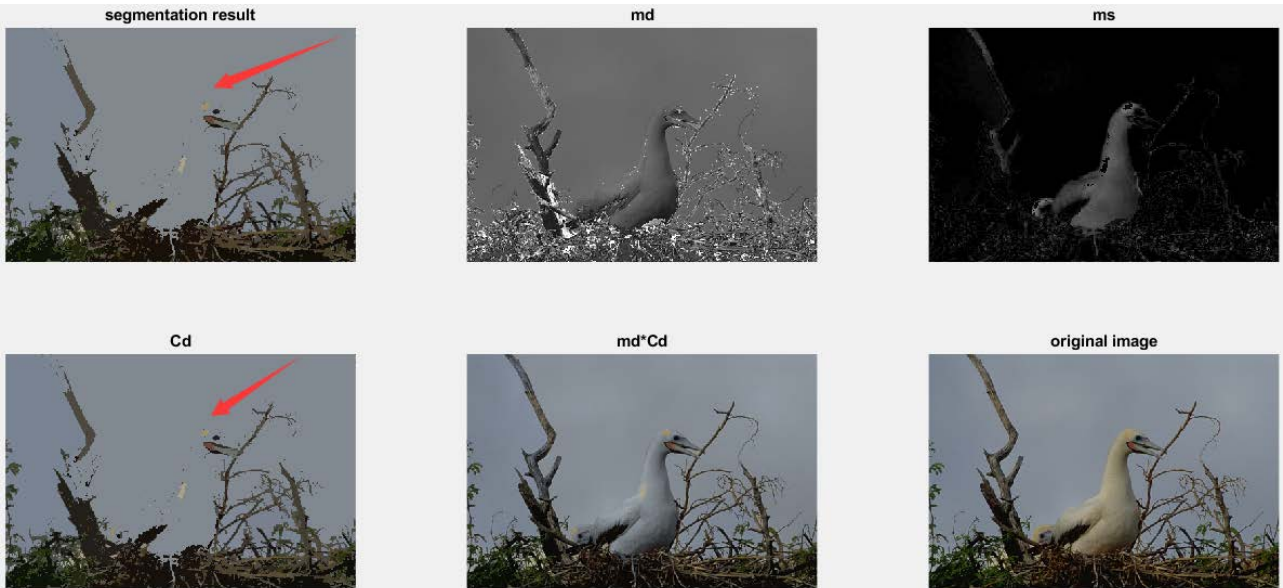 segmentation result
md
ms
Cd
md*Cd
original image